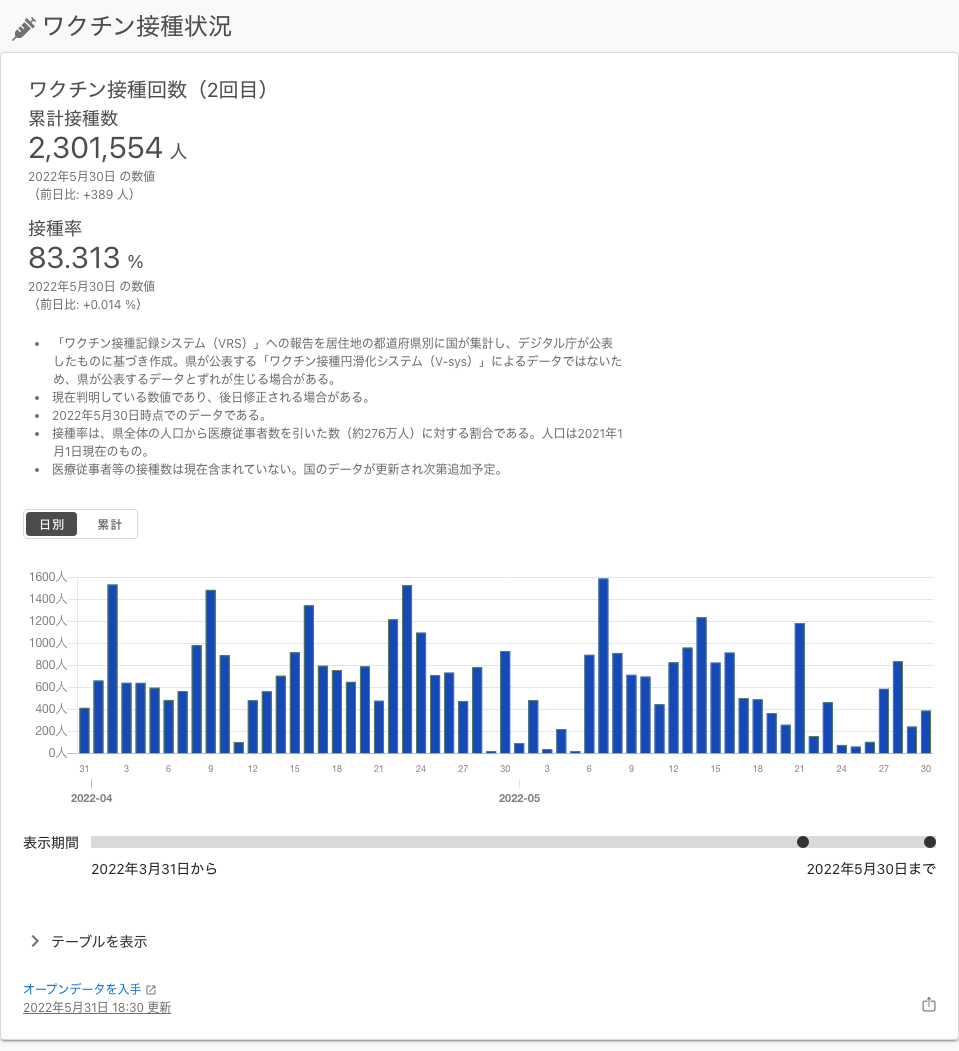 ワクチン接種状況
ワクチン接種回数（2回目）
累計接種数
2,301,554 人
2022年5月30日 の数値
（前日比: +389 人）
接種率
83.313 %
2022年5月30日 の数値
（前日比: +0.014 %）
• 「ワクチン接種記録システム（VRS）」への報告を居住地の都道府県別に国が集計し、デジタル庁が公表
したものに基づき作成。県が公表する「ワクチン接種円滑化システム（V-sys）」によるデータではないた
め、県が公表するデータとずれが生じる場合がある。
• 現在判明している数値であり、後日修正される場合がある。
• 2022年5月30日時点でのデータである。
• 接種率は、県全体の人口から医療従事者数を引いた数（約276万人）に対する割合である。人口は2021年1
月1日現在のもの。
• 医療従事者等の接種数は現在含まれていない。国のデータが更新され次第追加予定。
日別 累計
1600人
1400人
1200人
1000人
800人
600人
400人
200人
0人
31 3 6 9 12 15 18 21 24 27 30 3 6 9 12 15 18 21 24 27 30
2022-04 2022-05
表示期間
2022年3月31日から 2022年5月30日まで
テーブルを表示
オープンデータを入手
2022年5月31日 18:30 更新